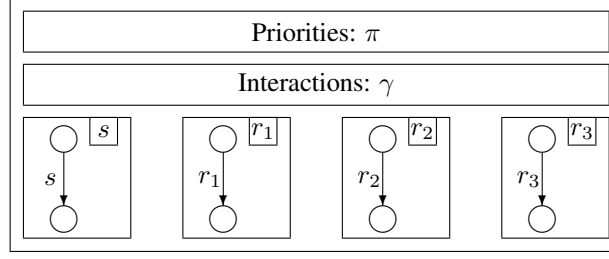 Priorities: π
Interactions: γ
s r₁ r₂ r₃
s r₁ r₂ r₃